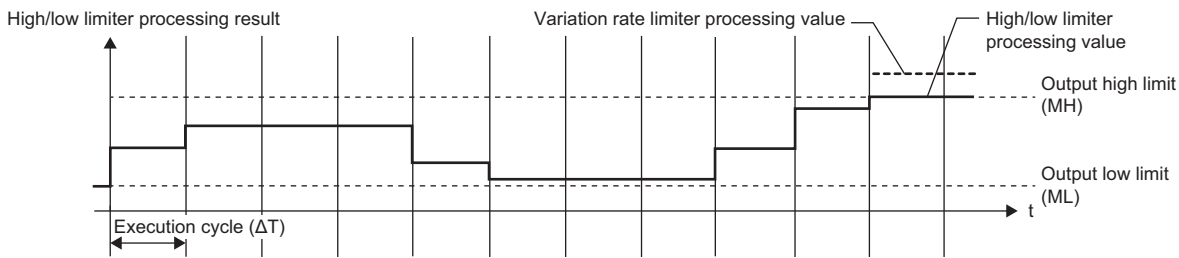 High/low limiter processing result
Variation rate limiter processing value
High/low limiter
processing value
Output high limit
(MH)
Output low limit
(ML)
t
Execution cycle (ΔT)